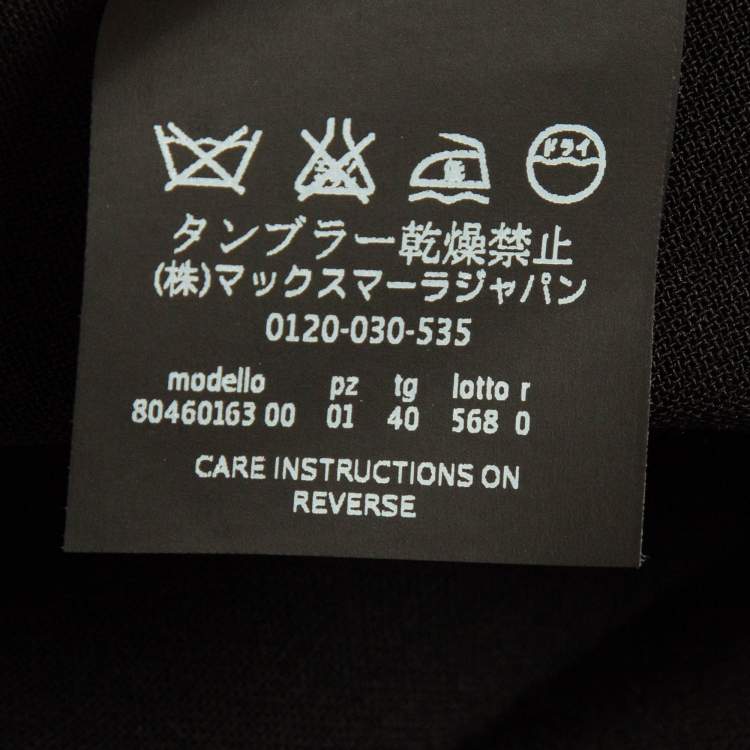 ドライ
タンブラー乾燥禁止
(株)マックスマーラジャパン
0120-030-535
modello pz tg lotto r
80460163 00 01 40 568 0
CARE INSTRUCTIONS ON
REVERSE